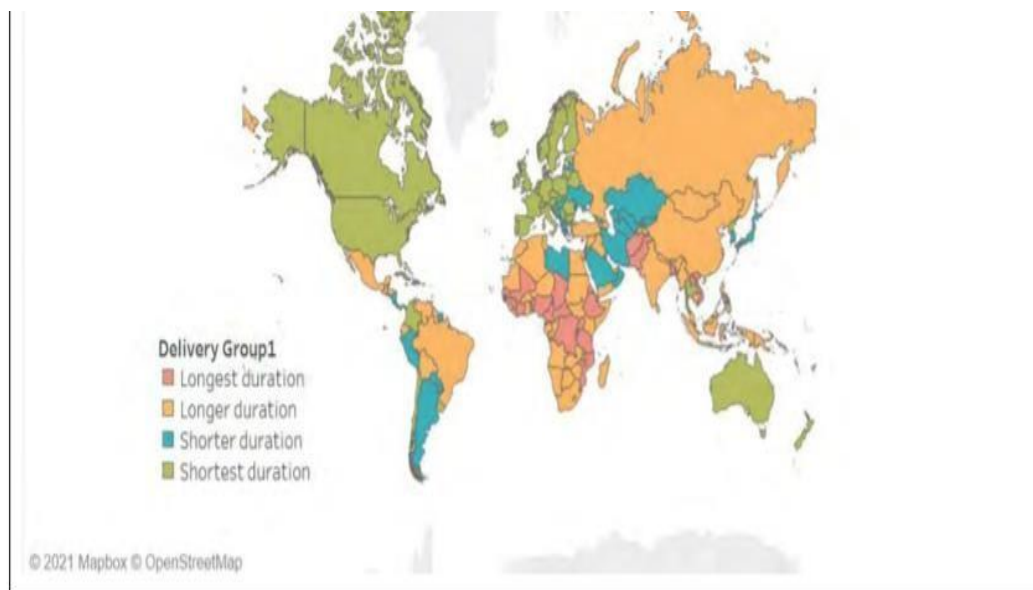 Delivery Group1
Longest duration
Longer duration
Shorter duration
Shortest duration
© 2021 Mapbox © OpenStreetMap